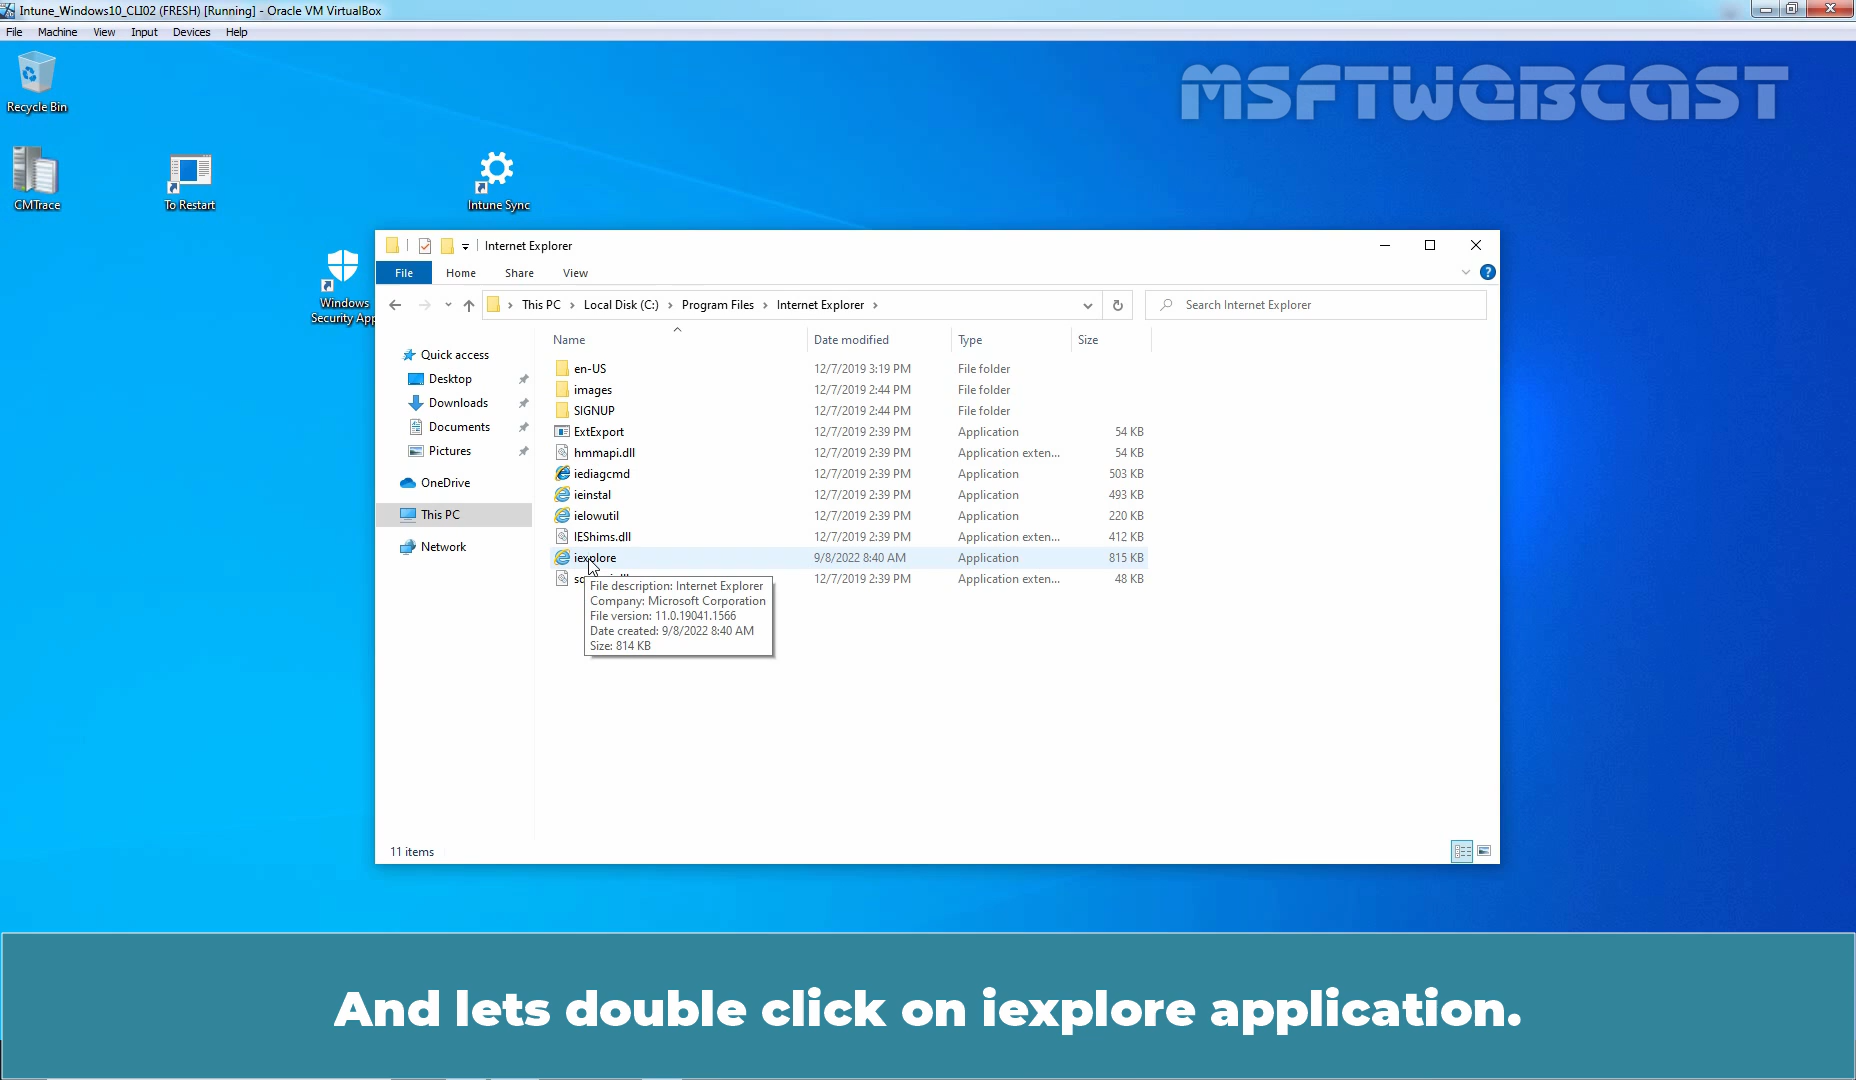 Intune_Windows10_CLI02 (FRESH) [Running] - Oracle VM VirtualBox
File Machine View Input Devices Help
MSFTWEBCAST
Recycle Bin
CMTrace
To Restart
Intune Sync
Windows
Security App
Internet Explorer
File Home Share View
This PC Local Disk (C:) Program Files Internet Explorer
Search Internet Explorer
Quick access
Desktop
Downloads
Documents
Pictures
OneDrive
This PC
Network
Name Date modified Type Size
en-US 12/7/2019 3:19 PM File folder
images 12/7/2019 2:44 PM File folder
SIGNUP 12/7/2019 2:44 PM File folder
ExtExport 12/7/2019 2:39 PM Application 54 KB
hmmapi.dll 12/7/2019 2:39 PM Application exten... 54 KB
iediagcmd 12/7/2019 2:39 PM Application 503 KB
ieinstal 12/7/2019 2:39 PM Application 493 KB
ielowutil 12/7/2019 2:39 PM Application 220 KB
IEShims.dll 12/7/2019 2:39 PM Application exten... 412 KB
iexplore 9/8/2022 8:40 AM Application 815 KB
12/7/2019 2:39 PM Application exten... 48 KB
File description: Internet Explorer
Company: Microsoft Corporation
File version: 11.0.19041.1566
Date created: 9/8/2022 8:40 AM
Size: 814 KB
11 items
And lets double click on iexplore application.